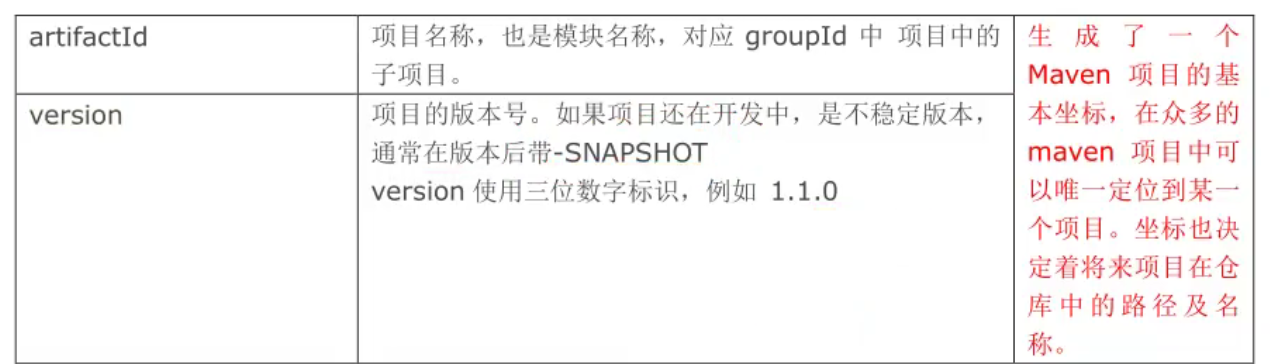 artifactId
项目名称，也是模块名称，对应 groupId 中 项目中的
子项目。
version
项目的版本号。如果项目还在开发中，是不稳定版本，
通常在版本后带-SNAPSHOT
version 使用三位数字标识，例如 1.1.0
生成了一个
Maven 项目的基
本坐标，在众多的
maven 项目中可
以唯一定位到某一
个项目。坐标也决
定着将来项目在仓
库中的路径及名
称。